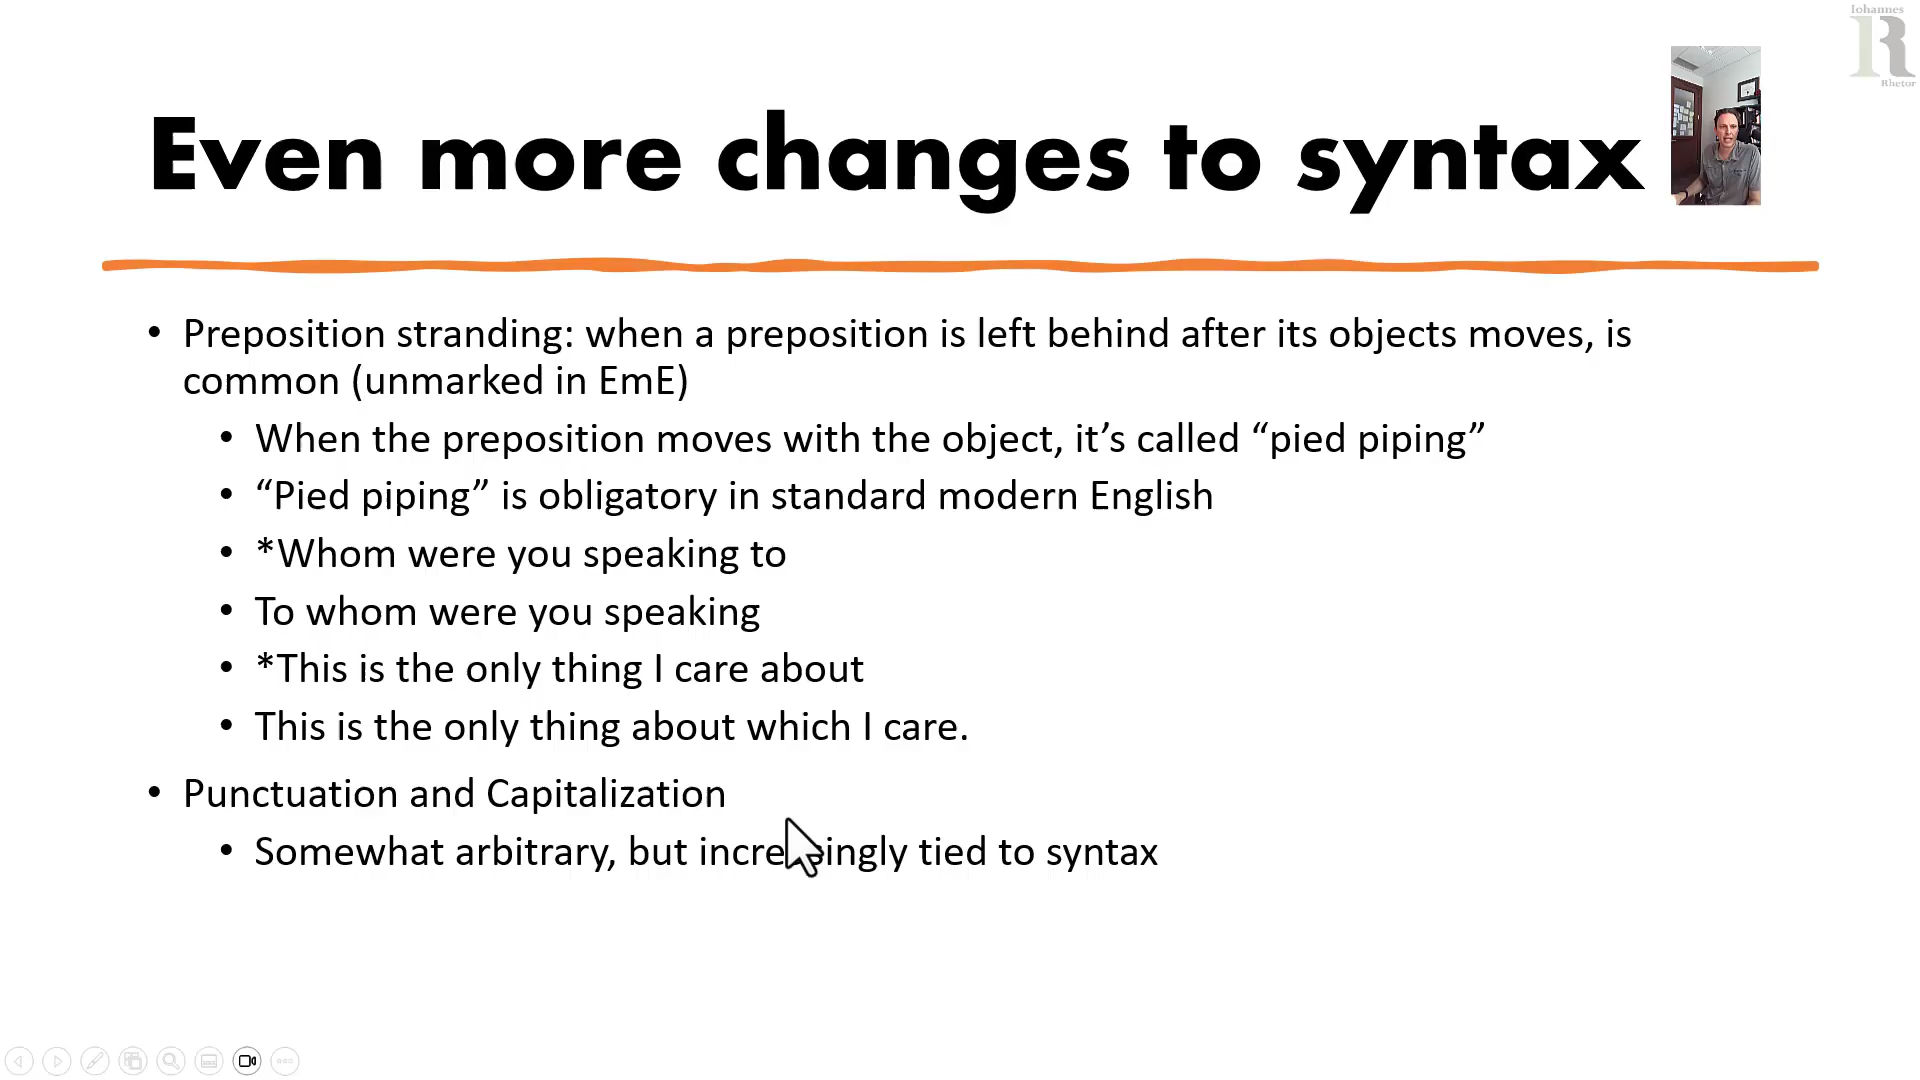 Iohannes
R
Rhetor
Even more changes to syntax
• Preposition stranding: when a preposition is left behind after its objects moves, is
common (unmarked in EmE)
• When the preposition moves with the object, it’s called “pied piping”
• “Pied piping” is obligatory in standard modern English
• *Whom were you speaking to
• To whom were you speaking
• *This is the only thing I care about
• This is the only thing about which I care.
• Punctuation and Capitalization
• Somewhat arbitrary, but increasingly tied to syntax